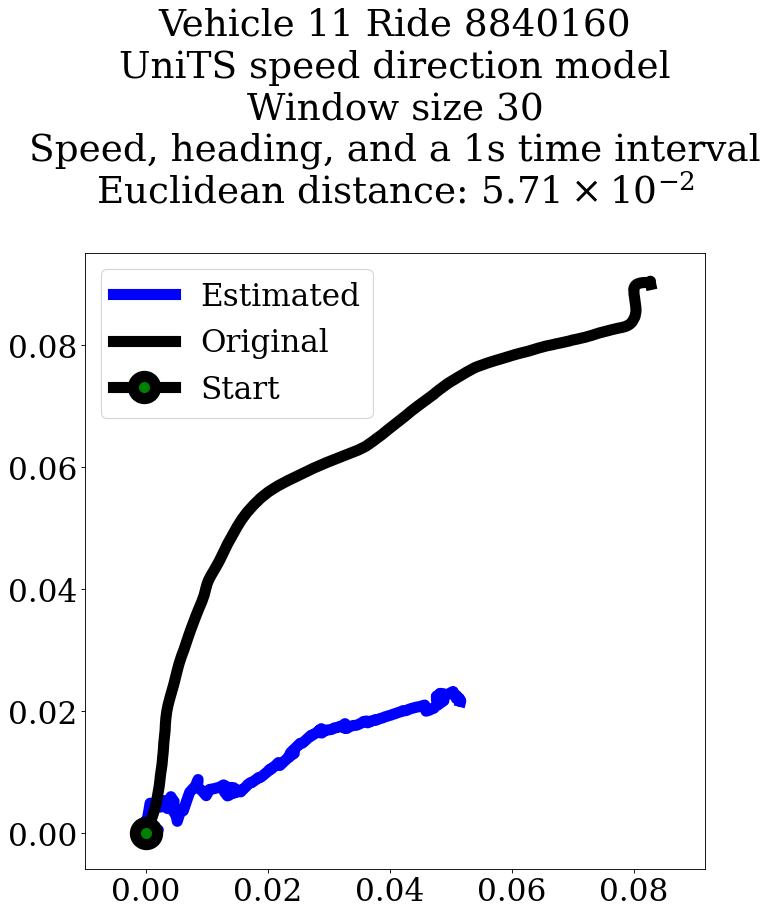 Vehicle 11 Ride 8840160
UniTS speed direction model
Window size 30
Speed, heading, and a 1s time interval
Euclidean distance: 5.71 × 10⁻²
Estimated
Original
Start
0.08
0.06
0.04
0.02
0.00
0.00 0.02 0.04 0.06 0.08